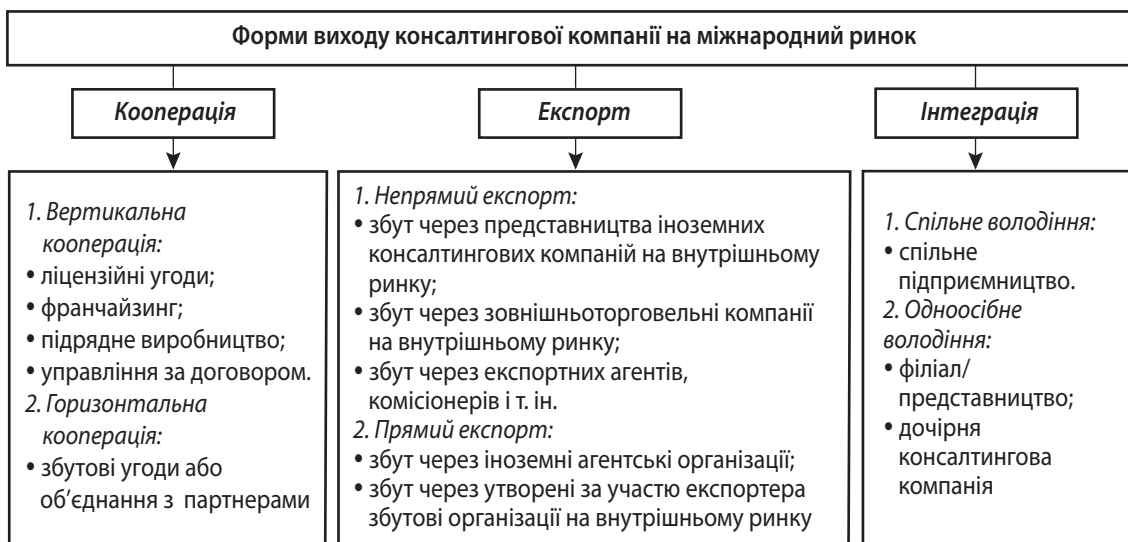 Форми виходу консалтингової компанії на міжнародний ринок
Кооперація
Експорт
Інтеграція
1. Вертикальна
кооперація:
• ліцензійні угоди;
• франчайзинг;
• підрядне виробництво;
• управління за договором.
2. Горизонтальна
кооперація:
• збутові угоди або
об’єднання з партнерами
1. Непрямий експорт:
• збут через представництва іноземних
консалтингових компаній на внутрішньому
ринку;
• збут через зовнішньоторговельні компанії
на внутрішньому ринку;
• збут через експортних агентів,
комісіонерів і т. ін.
2. Прямий експорт:
• збут через іноземні агентські організації;
• збут через утворені за участю експортера
збутові організації на внутрішньому ринку
1. Спільне володіння:
• спільне
підприємництво.
2. Одноосібне
володіння:
• філіал/
представництво;
• дочірня
консалтингова
компанія